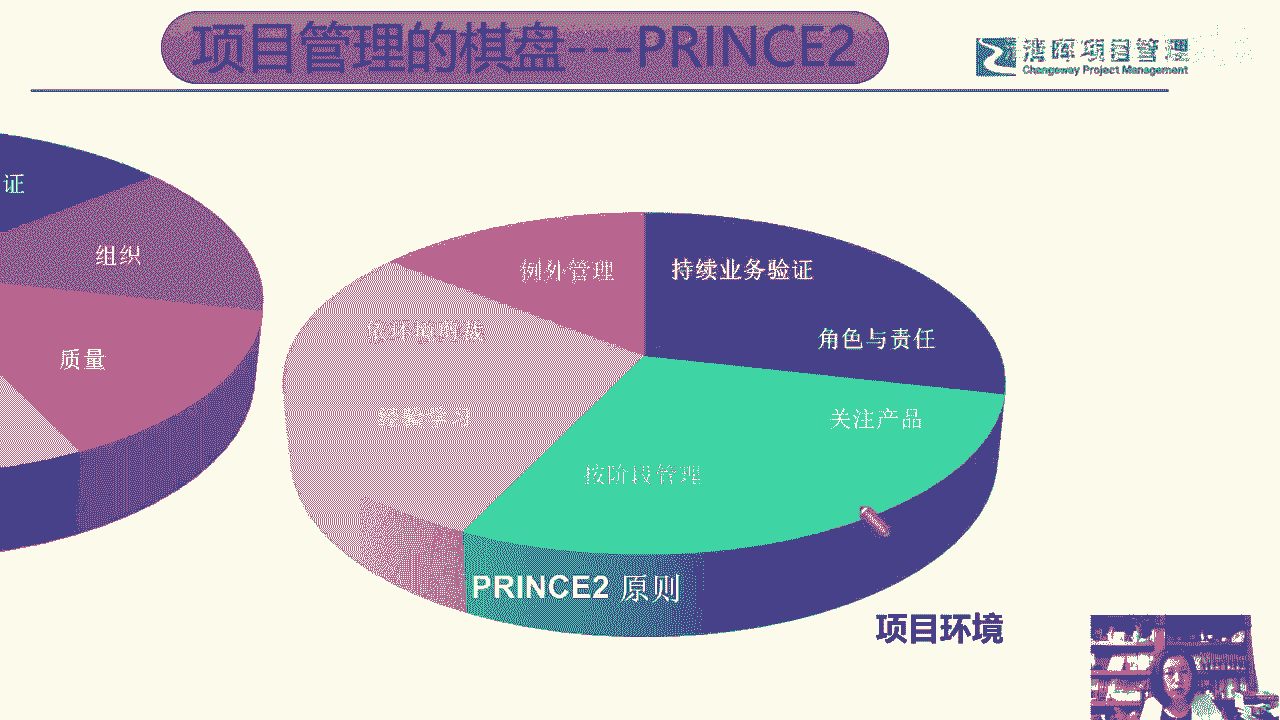 项目管理的棋盘---PRINCE2
清晖项目管理
Changeway Project Management
证
组织
质量
例外管理
持续业务验证
角色与责任
关注产品
按阶段管理
PRINCE2 原则
项目环境